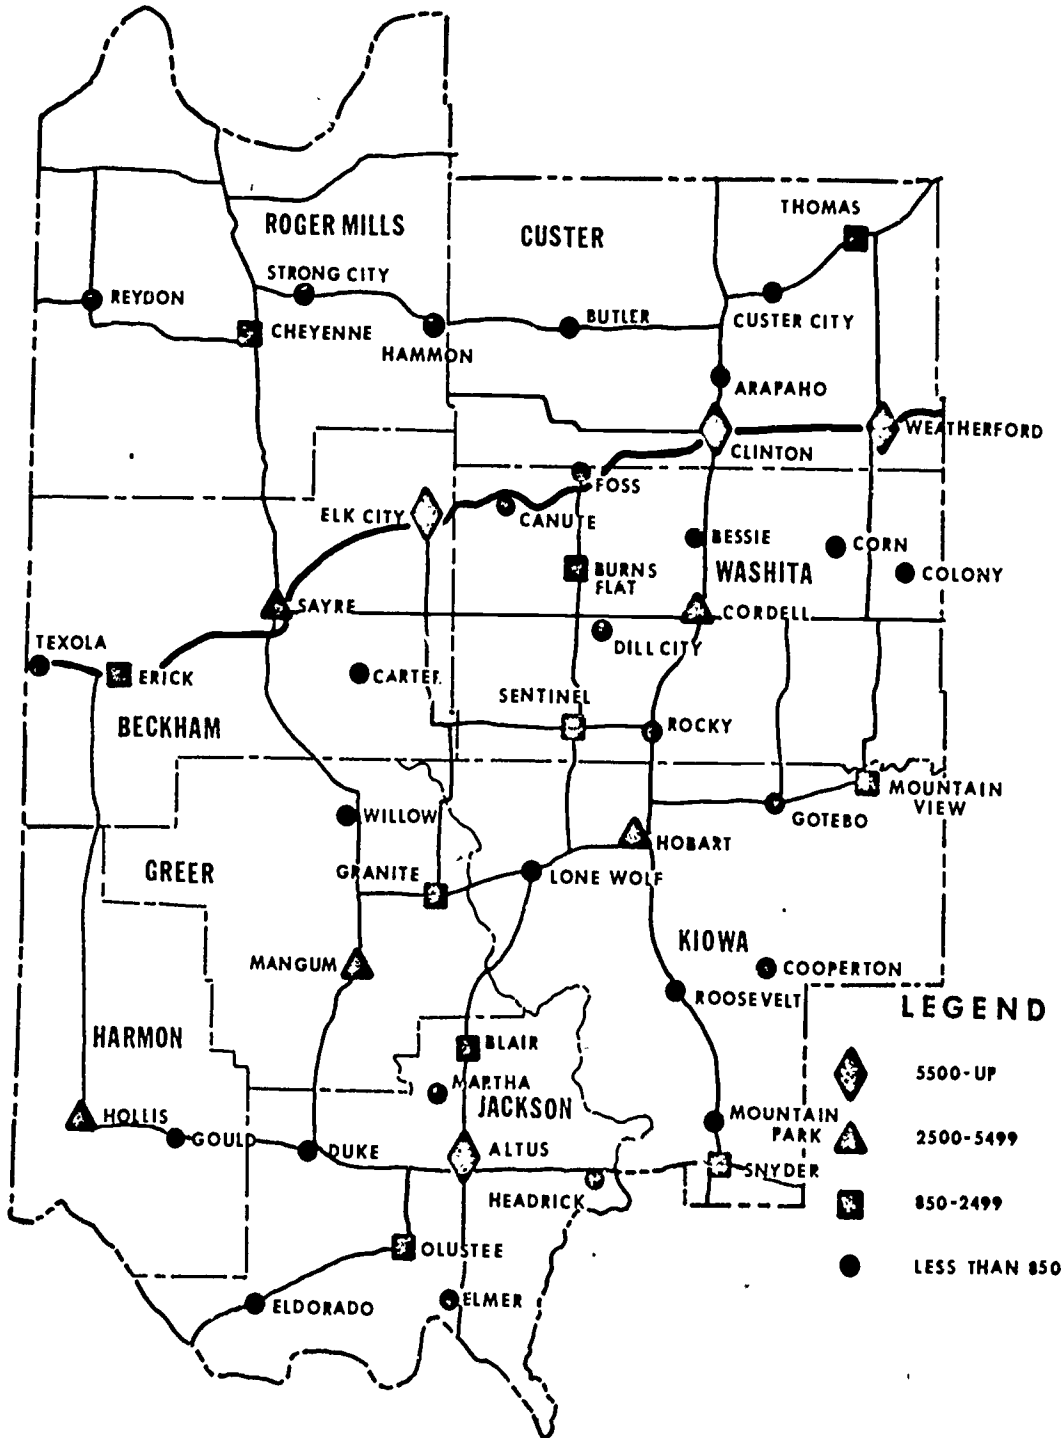 THOMAS
ROGER MILLS
CUSTER
STRONG CITY
REYDON
BUTLER
CUSTER CITY
CHEYENNE
HAMMON
ARAPAHO
WEATHERFORD
CLINTON
FOSS
ELK CITY
CANUTE
BESSIE
CORN
BURNS
FLAT
WASHITA
COLONY
SAYRE
CORDELL
TEXOLA
DILL CITY
ERICK
CARTER
SENTINEL
BECKHAM
ROCKY
MOUNTAIN
VIEW
WILLOW
GOTEBO
HOBART
GREER
GRANITE
LONE WOLF
KIOWA
MANGUM
COOPERTON
ROOSEVELT
LEGEND
HARMON
BLAIR
5500-UP
MARTHA
JACKSON
HOLLIS
MOUNTAIN
PARK
2500-5499
GOULD
DUKE
ALTUS
SNYDER
HEADRICK
850-2499
OLUSTEE
LESS THAN 850
ELDORADO
ELMER